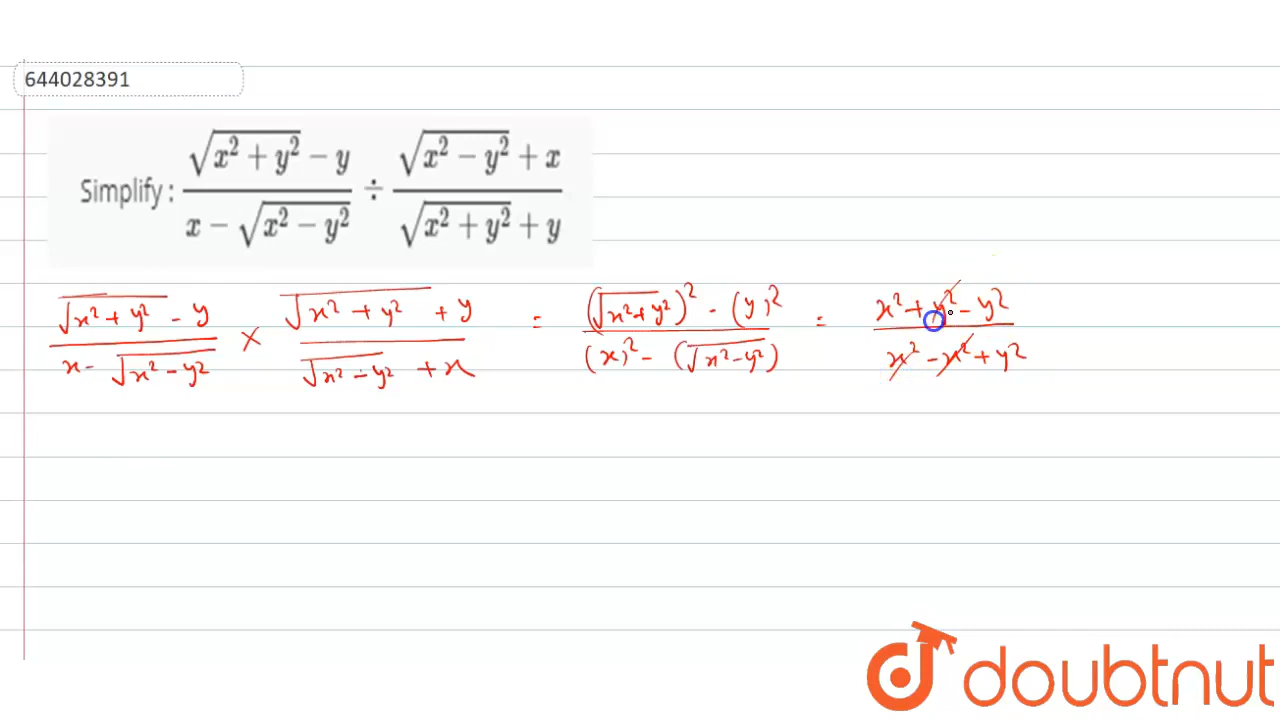 644028391
Simplify : \frac{\sqrt{x^2 + y^2} - y}{x - \sqrt{x^2 - y^2}} ÷ \frac{\sqrt{x^2 - y^2} + x}{\sqrt{x^2 + y^2} + y}
\frac{\sqrt{x^2 + y^2} - y}{x - \sqrt{x^2 - y^2}} × \frac{\sqrt{x^2 + y^2} + y}{\sqrt{x^2 - y^2} + x} = \frac{(\sqrt{x^2 + y^2})^2 - (y)^2}{(x)^2 - (\sqrt{x^2 - y^2})} = \frac{x^2 + y^2 - y^2}{x^2 - x^2 + y^2}
doubtnut